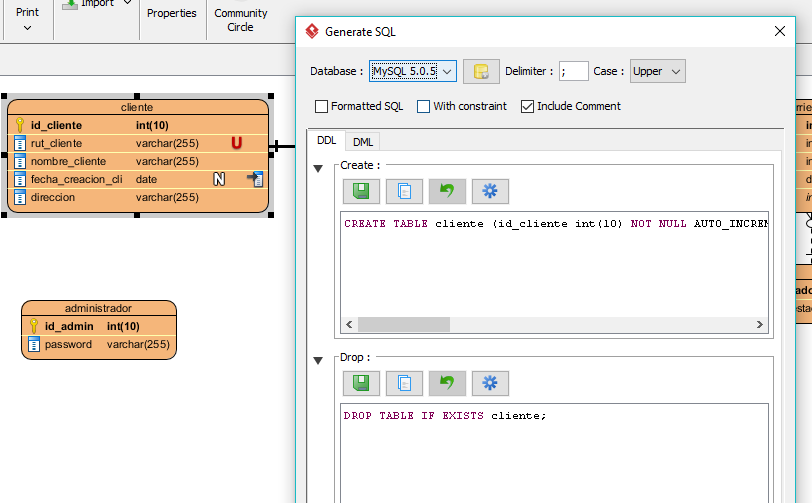 Print
Import
Properties
Community
Circle
cliente
id_cliente int(10)
rut_cliente varchar(255) U
nombre_cliente varchar(255)
fecha_creacion_cli date N
direccion varchar(255)
administrador
id_admin int(10)
password varchar(255)
Generate SQL
Database : MySQL 5.0.5 Delimiter : ; Case : Upper
Formatted SQL With constraint Include Comment
DDL DML
Create :
CREATE TABLE cliente (id_cliente int(10) NOT NULL AUTO_INCREM
Drop :
DROP TABLE IF EXISTS cliente;